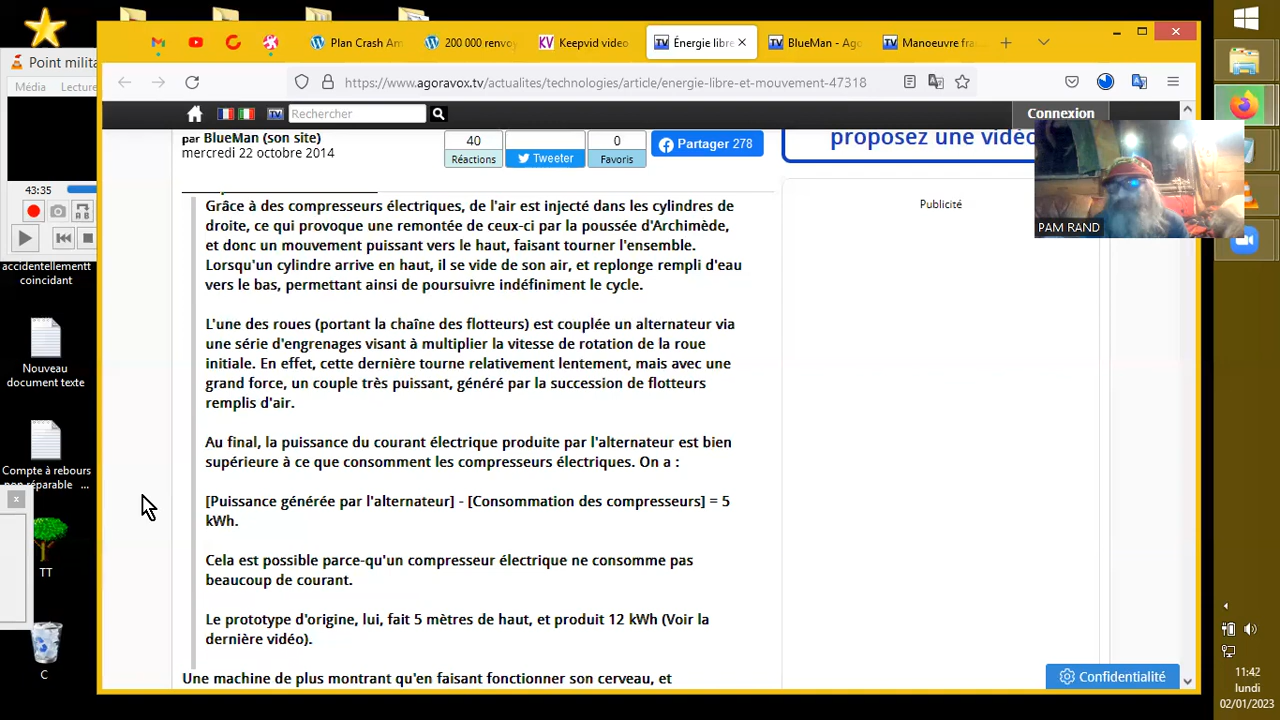 Point milita
Média
Lecture
43:35
accidentellementt
coincidant
Nouveau
document texte
Compte à rebours
non réparable ...
TT
C
Plan Crash Am
200 000 renvoy
KV
Keepvid video
TV
Énergie libre
TV
BlueMan - Ago
TV
Manoeuvre fra
https://www.agoravox.tv/actualites/technologies/article/energie-libre-et-mouvement-47318
TV
Rechercher
Connexion
par BlueMan (son site)
mercredi 22 octobre 2014
40
Réactions
Tweeter
0
Favoris
Partager 278
proposez une vidéo
Publicité
PAM RAND
Grâce à des compresseurs électriques, de l'air est injecté dans les cylindres de
droite, ce qui provoque une remontée de ceux-ci par la poussée d'Archimède,
et donc un mouvement puissant vers le haut, faisant tourner l'ensemble.
Lorsqu'un cylindre arrive en haut, il se vide de son air, et replonge rempli d'eau
vers le bas, permettant ainsi de poursuivre indéfiniment le cycle.
L'une des roues (portant la chaîne des flotteurs) est couplée un alternateur via
une série d'engrenages visant à multiplier la vitesse de rotation de la roue
initiale. En effet, cette dernière tourne relativement lentement, mais avec une
grand force, un couple très puissant, généré par la succession de flotteurs
remplis d'air.
Au final, la puissance du courant électrique produite par l'alternateur est bien
supérieure à ce que consomment les compresseurs électriques. On a :
[Puissance générée par l'alternateur] - [Consommation des compresseurs] = 5
kWh.
Cela est possible parce-qu'un compresseur électrique ne consomme pas
beaucoup de courant.
Le prototype d'origine, lui, fait 5 mètres de haut, et produit 12 kWh (Voir la
dernière vidéo).
Une machine de plus montrant qu'en faisant fonctionner son cerveau, et
Confidentialité
11:42
lundi
02/01/2023